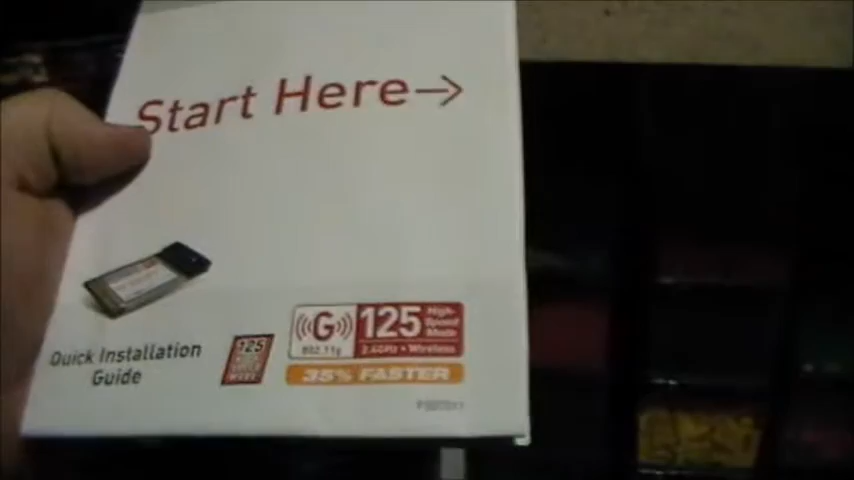 Start Here→
Quick Installation
Guide
125
G
802.11g
125 High-
Speed
Mode
2.4GHz • Wireless
35% FASTER